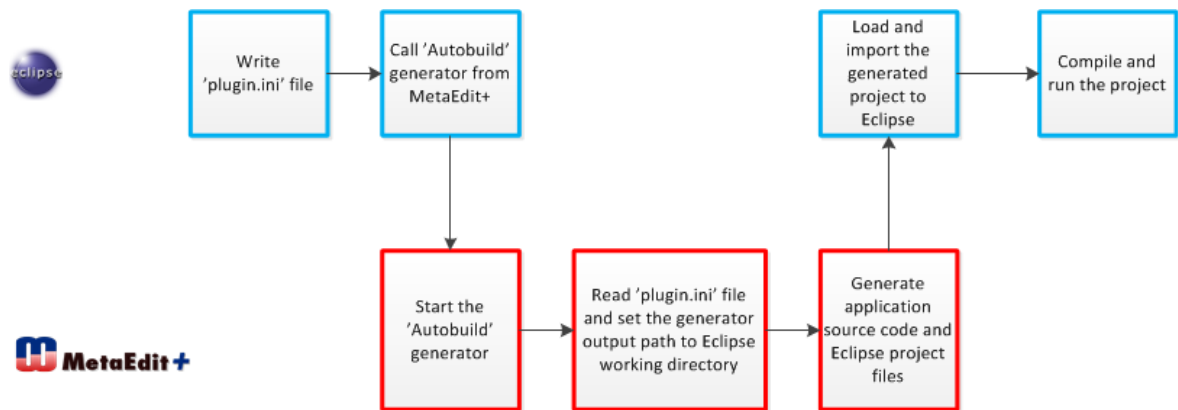 eclipse
Write
'plugin.ini' file
Call 'Autobuild'
generator from
MetaEdit+
Load and
import the
generated
project to
Eclipse
Compile and
run the project
MetaEdit+
Start the
'Autobuild'
generator
Read 'plugin.ini' file
and set the generator
output path to Eclipse
working directory
Generate
application
source code and
Eclipse project
files